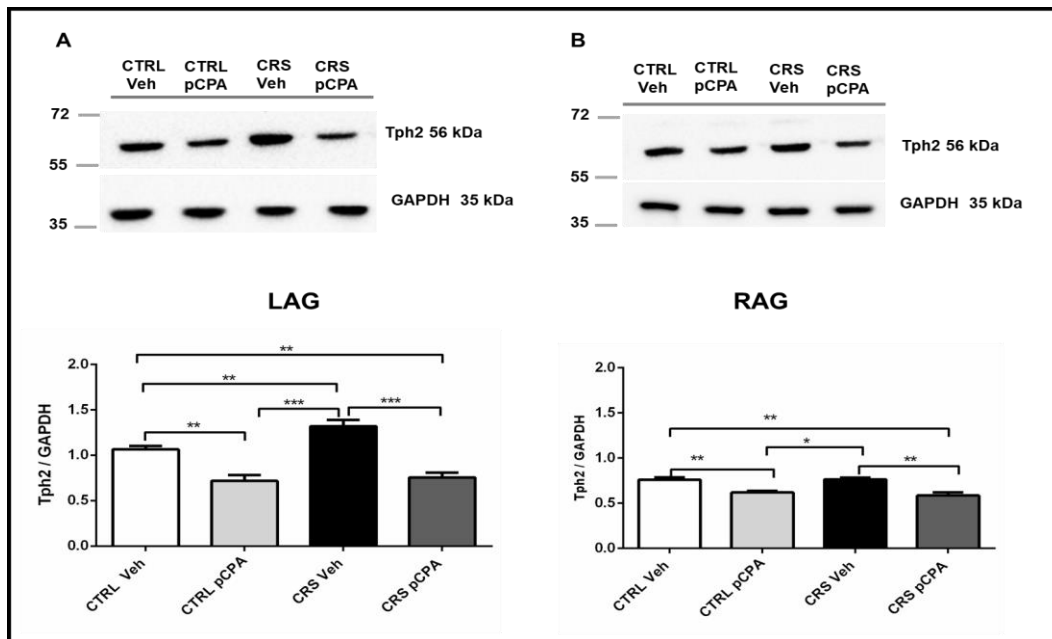 A
CTRL Veh
CTRL pCPA
CRS Veh
CRS pCPA
72
55
35
Tph2 56 kDa
GAPDH 35 kDa
B
CTRL Veh
CTRL pCPA
CRS Veh
CRS pCPA
72
55
35
Tph2 56 kDa
GAPDH 35 kDa
LAG
Tph2 / GAPDH
2.0
1.5
1.0
0.5
0.0
**
**
**
***
***
CTRL Veh
CTRL pCPA
CRS Veh
CRS pCPA
RAG
Tph2 / GAPDH
2.0
1.5
1.0
0.5
0.0
**
*
**
**
CTRL Veh
CTRL pCPA
CRS Veh
CRS pCPA